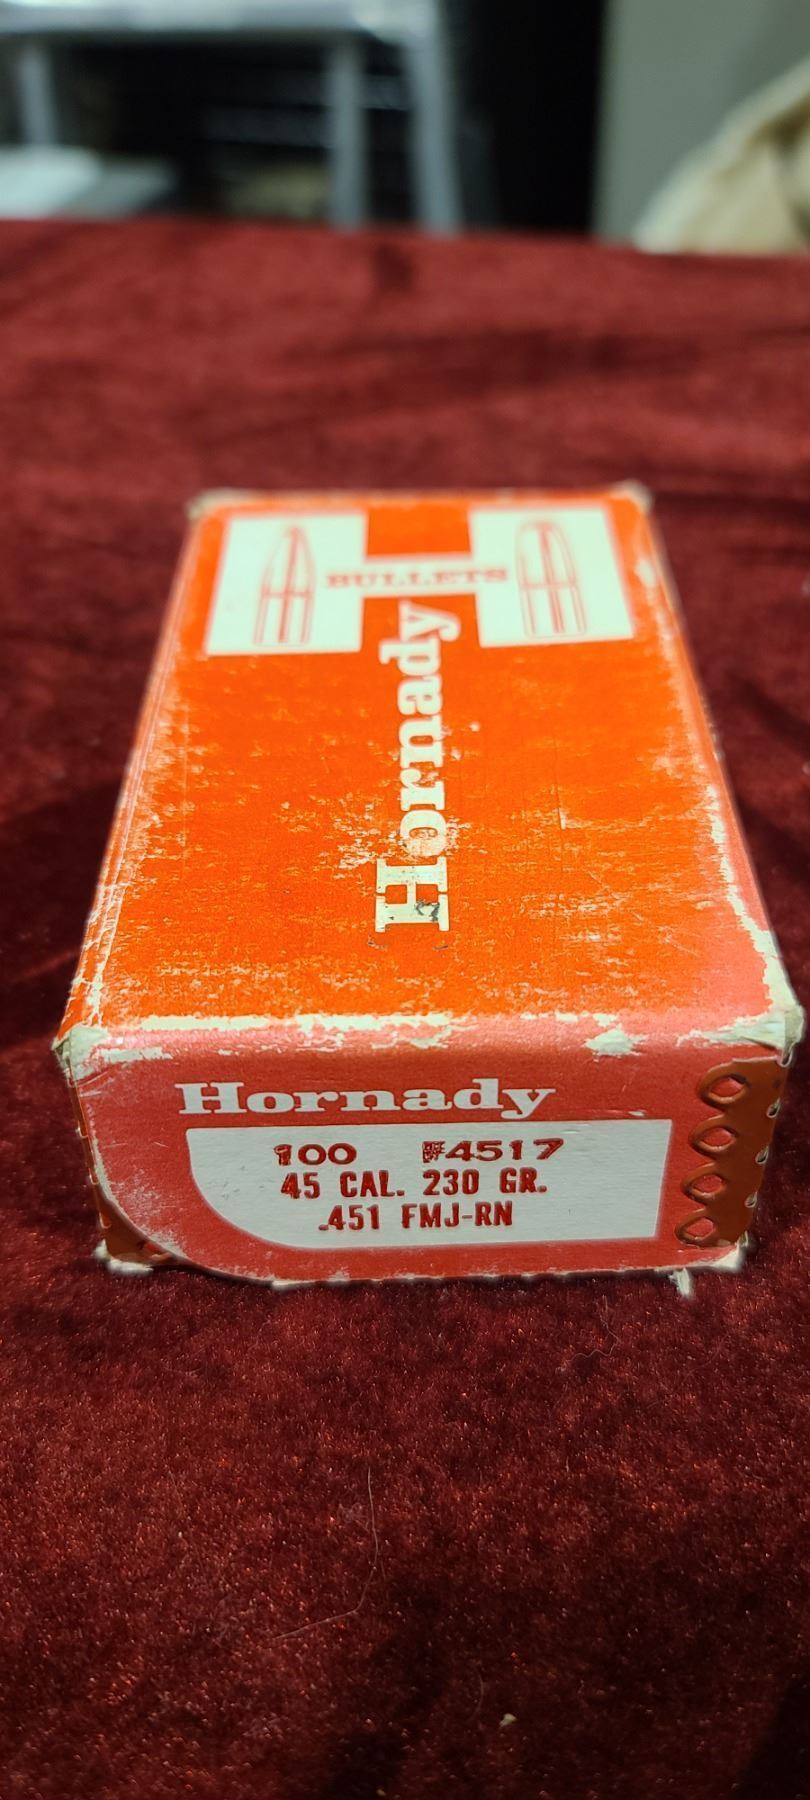 BULLETS
Hornady
Hornady
100 #4517
45 CAL. 230 GR.
.451 FMJ-RN